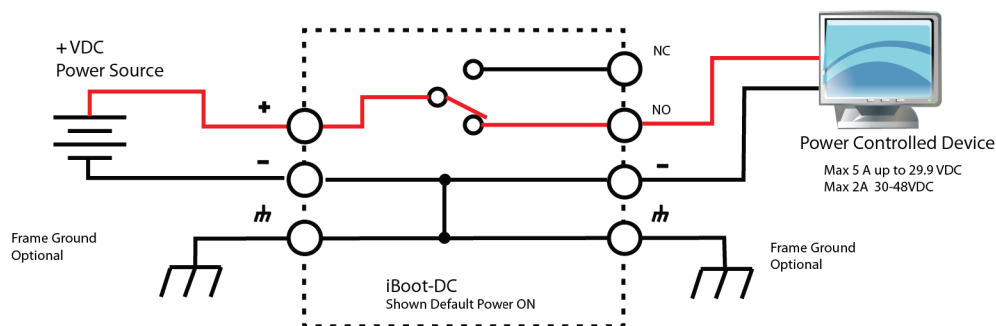 +VDC
Power Source
+
-
NC
NO
-
Power Controlled Device
Max 5 A up to 29.9 VDC
Max 2A 30-48VDC
Frame Ground
Optional
Frame Ground
Optional
iBoot-DC
Shown Default Power ON